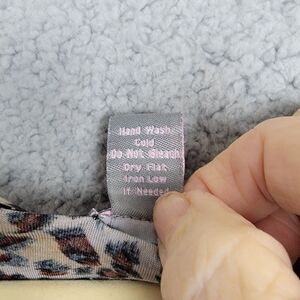 Hand Wash
Cold
Do Not Bleach
Dry Flat
Iron Low
If Needed